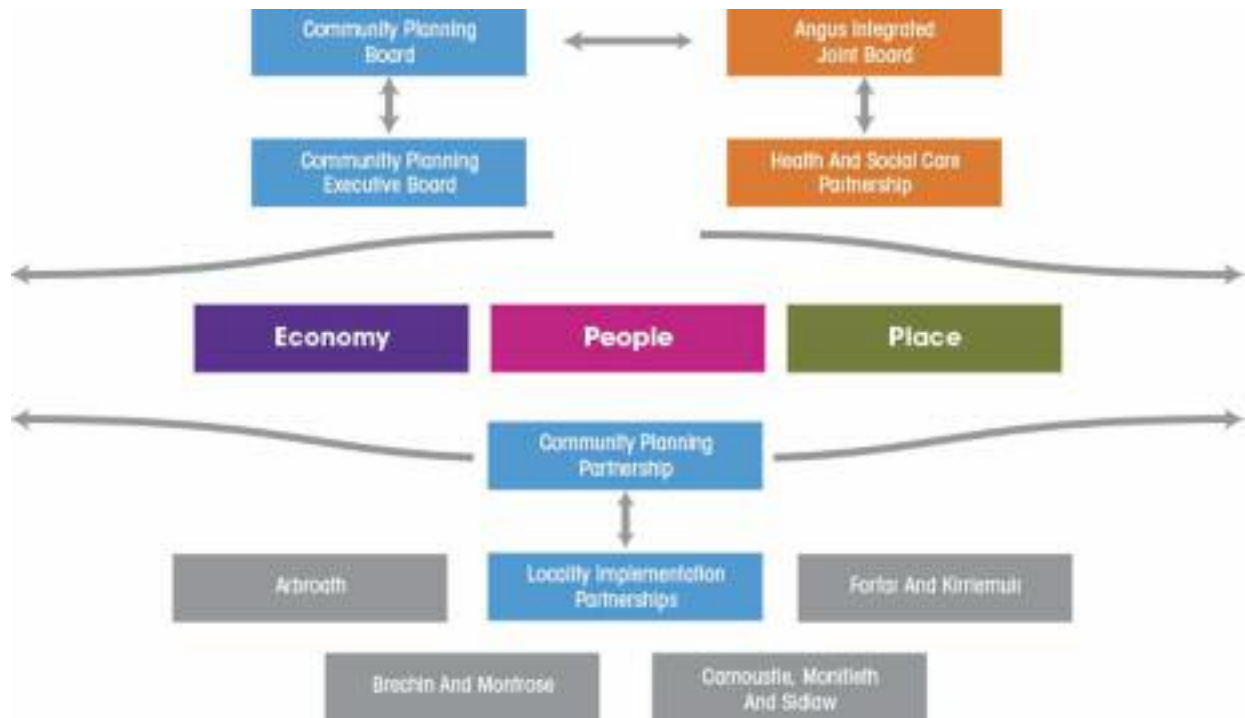 Community Planning
Board
Angus Integrated
Joint Board
Community Planning
Executive Board
Health And Social Care
Partnership
Economy
People
Place
Community Planning
Partnership
Arbroath
Locality Implementation
Partnerships
Forfar And Kirriemuir
Brechin And Montrose
Carnoustie, Monifieth
And Sidlaw